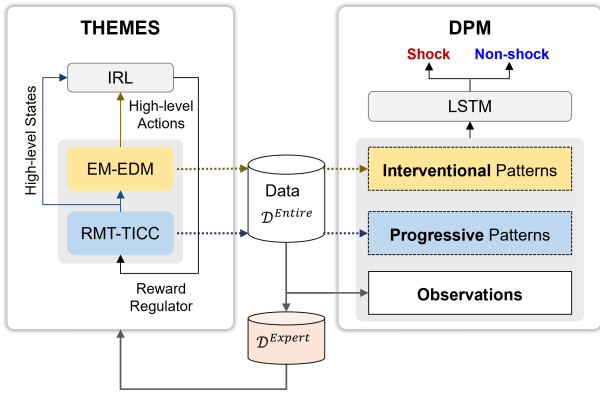 THEMES
IRL
High-level States
High-level
Actions
EM-EDM
RMT-TICC
Reward
Regulator
Data
𝒟^Entire
𝒟^Expert
DPM
Shock
Non-shock
LSTM
Interventional Patterns
Progressive Patterns
Observations